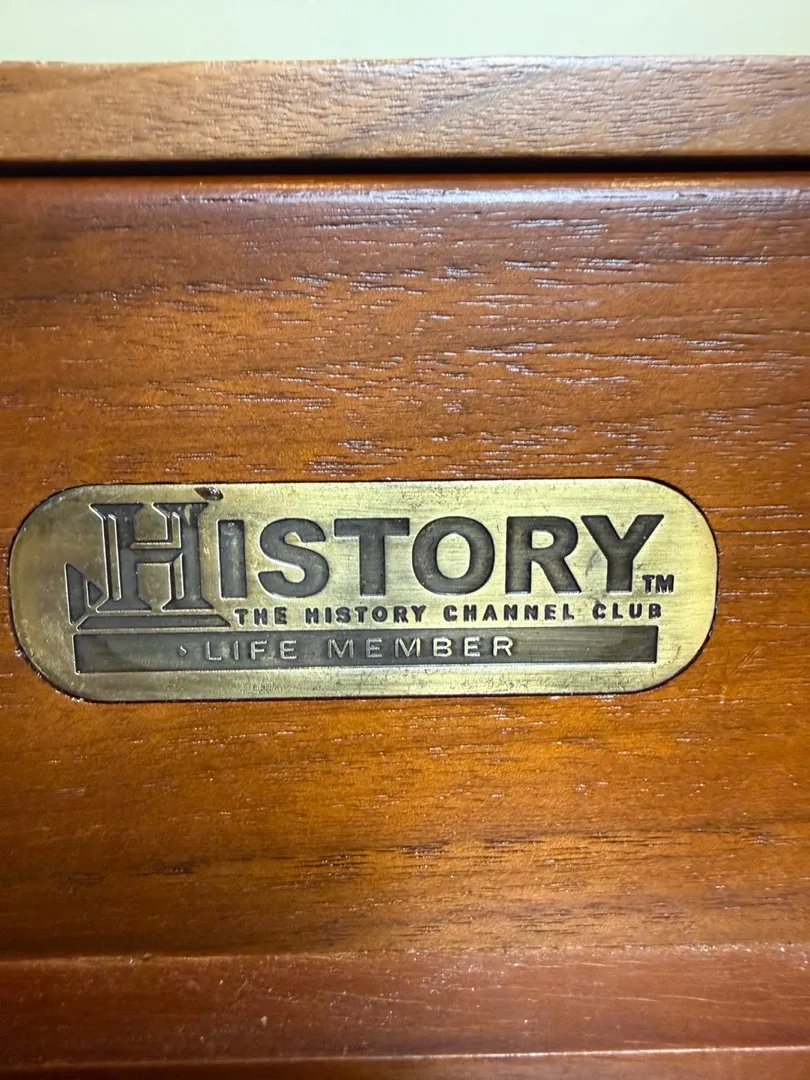 HISTORY™
THE HISTORY CHANNEL CLUB
LIFE MEMBER